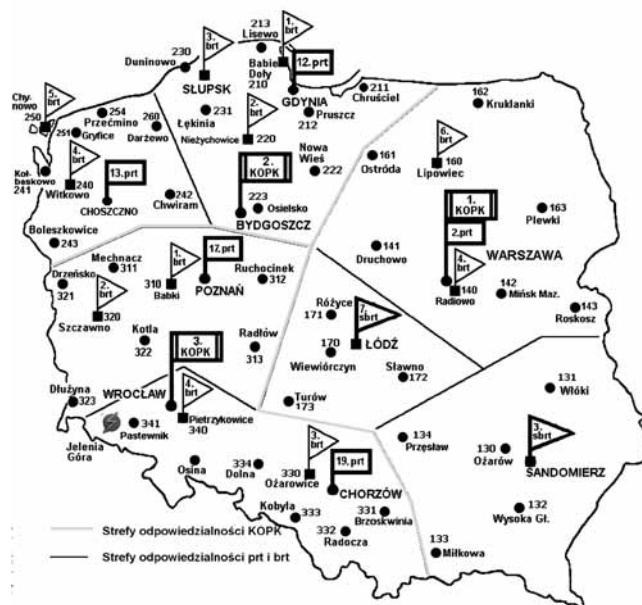 213
Lisewo
1.
brt
230
Duninowo
3.
brt
Babie
Doły
210
12.prt
SŁUPSK
GDYNIA
211
Chruściel
162
Kruklanki
5.
brt
Chy-
nowo
250
254
Przećmino
251
Gryfice
260
Darżewo
231
Łękinia
2.
brt
Nieżychowice
220
Pruszcz
212
6.
brt
160
Lipowiec
161
Ostróda
Nowa
Wieś
222
4.
brt
Koł-
baskowo
241
240
Witkowo
13.prt
CHOSZCZNO
242
Chwiram
2.
KOPK
223
Osielsko
BYDGOSZCZ
1.
KOPK
2.prt
WARSZAWA
163
Plewki
Boleszkowice
243
141
Druchowo
4.
brt
140
Radiowo
142
Mińsk Maz.
143
Roskosz
Mechnacz
311
Drzeńsko
321
1.
brt
310
Babki
17.prt
POZNAŃ
Ruchocinek
312
2.
brt
Szczawno
320
Różyce
171
7.
sbrt
ŁÓDŹ
170
Wiewiórczyn
Kotla
322
3.
KOPK
Radłów
313
Sławno
172
131
Włóki
Dłużyna
323
WROCŁAW
4.
brt
Pietrzykowice
340
Turów
173
341
Pastewnik
Jelenia
Góra
134
Przęsław
130
Ożarów
3.
sbrt
SANDOMIERZ
Osina
334
Dolna
3.
brt
330
Ożarowice
19.prt
CHORZÓW
Kobyla
333
331
Brzoskwinia
332
Radocza
132
Wysoka Gł.
133
Miłkowa
Strefy odpowiedzialności KOPK
Strefy odpowiedzialności prt i brt